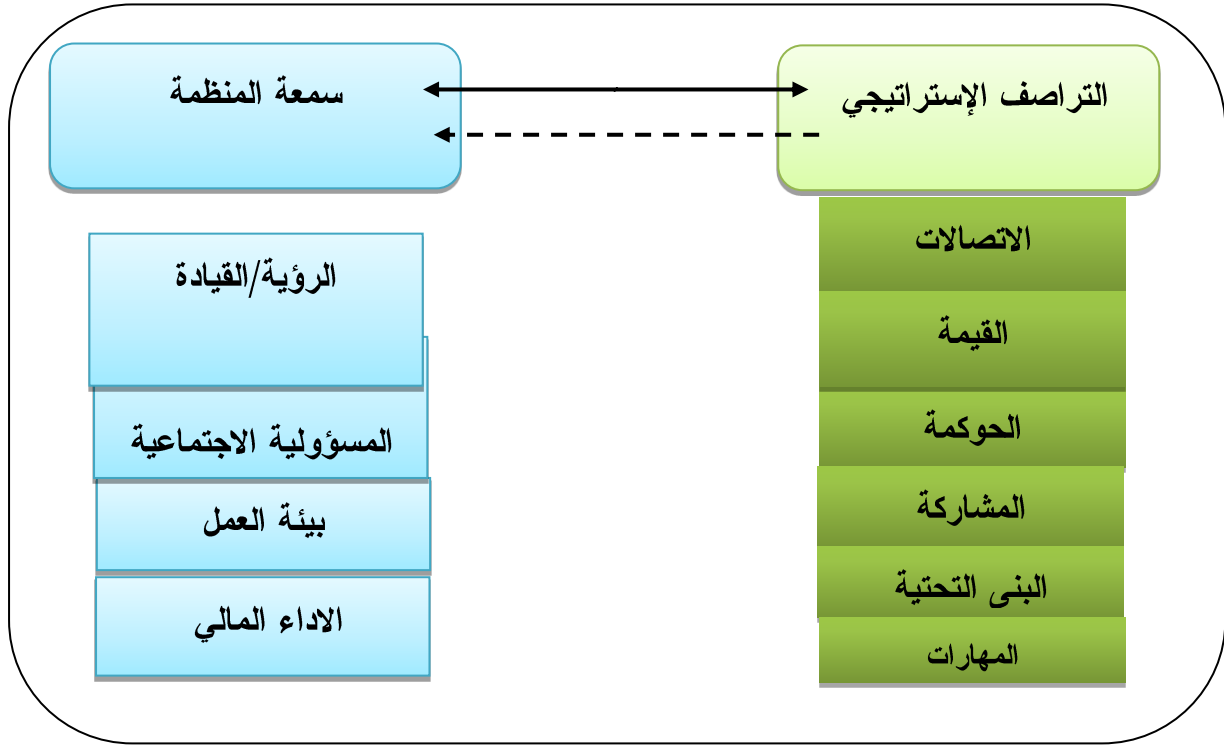 التراصف الإستراتيجي
سمعة المنظمة
الاتصالات
القيمة
الحوكمة
المشاركة
البنى التحتية
المهارات
الرؤية/القيادة
المسؤولية الاجتماعية
بيئة العمل
الاداء المالي